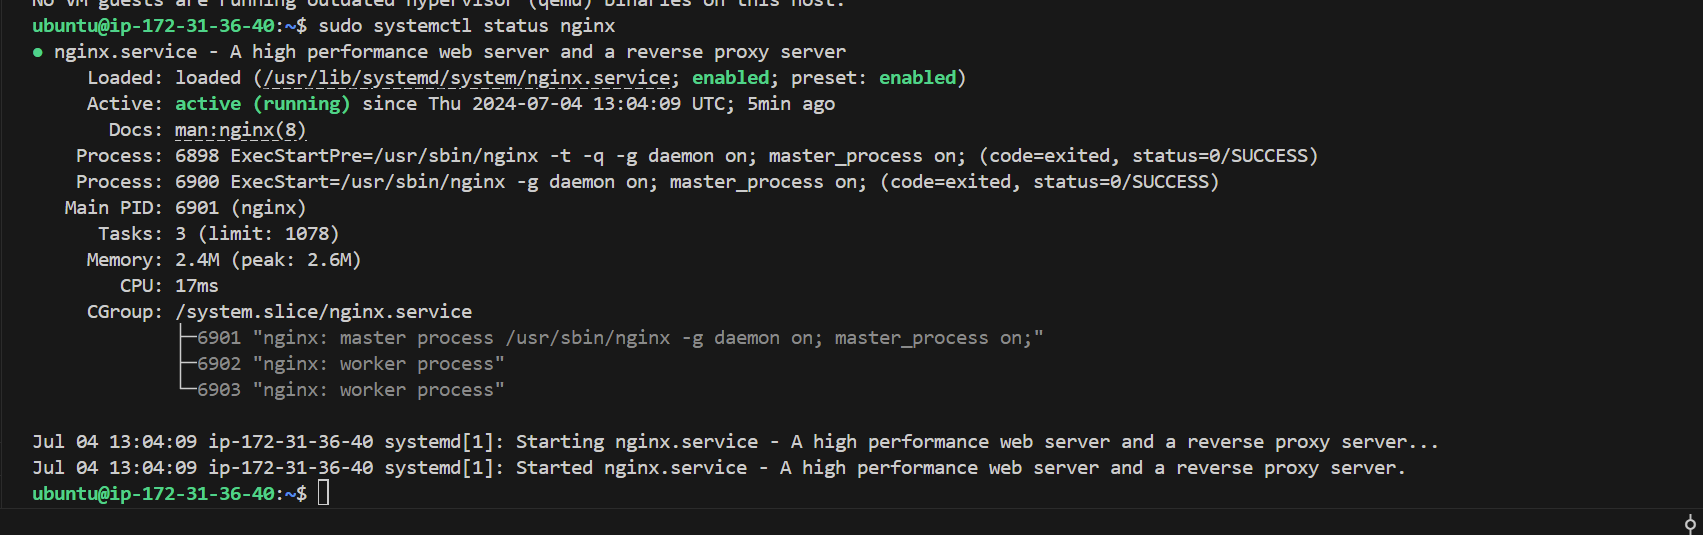 No VM guests are running outdated hypervisor (qemu) binaries on this host.
ubuntu@ip-172-31-36-40:~$ sudo systemctl status nginx
● nginx.service - A high performance web server and a reverse proxy server
     Loaded: loaded (/usr/lib/systemd/system/nginx.service; enabled; preset: enabled)
     Active: active (running) since Thu 2024-07-04 13:04:09 UTC; 5min ago
       Docs: man:nginx(8)
    Process: 6898 ExecStartPre=/usr/sbin/nginx -t -q -g daemon on; master_process on; (code=exited, status=0/SUCCESS)
    Process: 6900 ExecStart=/usr/sbin/nginx -g daemon on; master_process on; (code=exited, status=0/SUCCESS)
   Main PID: 6901 (nginx)
      Tasks: 3 (limit: 1078)
     Memory: 2.4M (peak: 2.6M)
        CPU: 17ms
     CGroup: /system.slice/nginx.service
             ├─6901 "nginx: master process /usr/sbin/nginx -g daemon on; master_process on;"
             ├─6902 "nginx: worker process"
             └─6903 "nginx: worker process"
Jul 04 13:04:09 ip-172-31-36-40 systemd[1]: Starting nginx.service - A high performance web server and a reverse proxy server...
Jul 04 13:04:09 ip-172-31-36-40 systemd[1]: Started nginx.service - A high performance web server and a reverse proxy server.
ubuntu@ip-172-31-36-40:~$